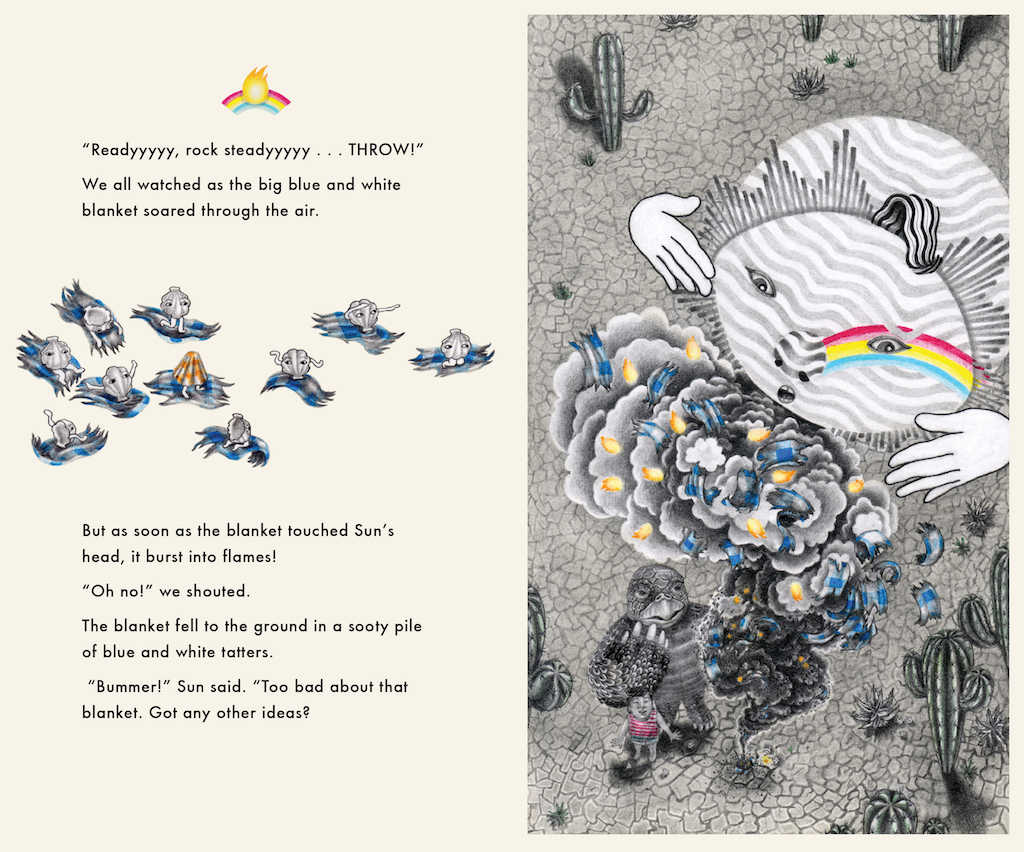 “Readyyyyy, rock steadyyyyy . . . THROW!”
We all watched as the big blue and white
blanket soared through the air.
But as soon as the blanket touched Sun’s
head, it burst into flames!
“Oh no!” we shouted.
The blanket fell to the ground in a sooty pile
of blue and white tatters.
“Bummer!” Sun said. “Too bad about that
blanket. Got any other ideas?